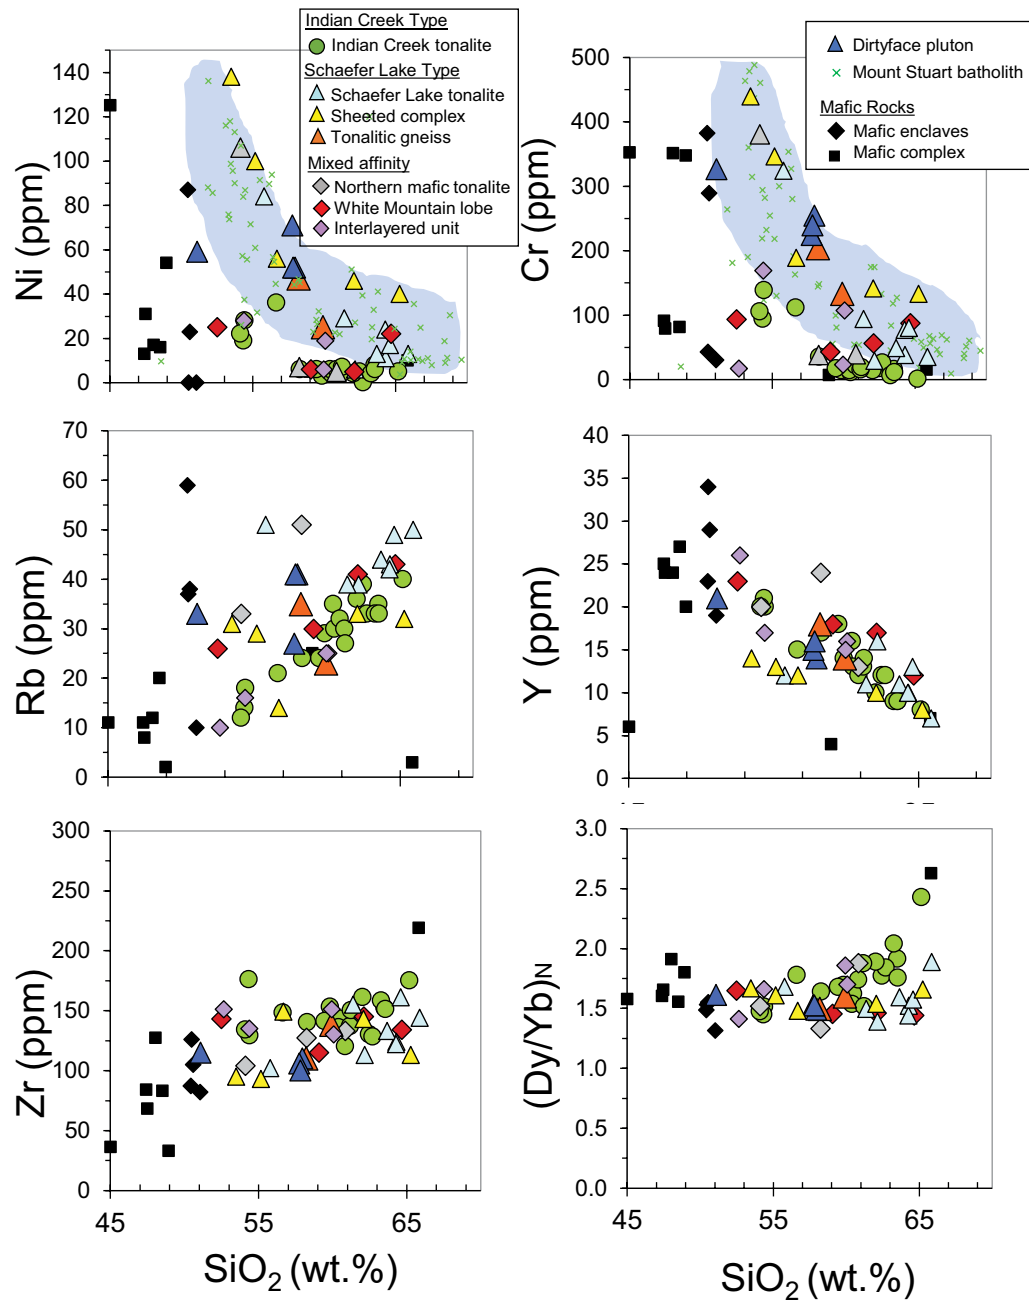 Indian Creek Type
Indian Creek tonalite
Schaefer Lake Type
Schaefer Lake tonalite
Sheeted complex
Tonalitic gneiss
Mixed affinity
Northern mafic tonalite
White Mountain lobe
Interlayered unit
Dirtyface pluton
Mount Stuart batholith
Mafic Rocks
Mafic enclaves
Mafic complex
Ni (ppm)
140
120
100
80
60
40
20
0
Cr (ppm)
500
400
300
200
100
0
Rb (ppm)
70
60
50
40
30
20
10
0
Y (ppm)
40
35
30
25
20
15
10
5
0
Zr (ppm)
300
250
200
150
100
50
0
45
55
65
SiO2 (wt.%)
(Dy/Yb)N
3.0
2.5
2.0
1.5
1.0
0.5
0.0
45
55
65
SiO2 (wt.%)